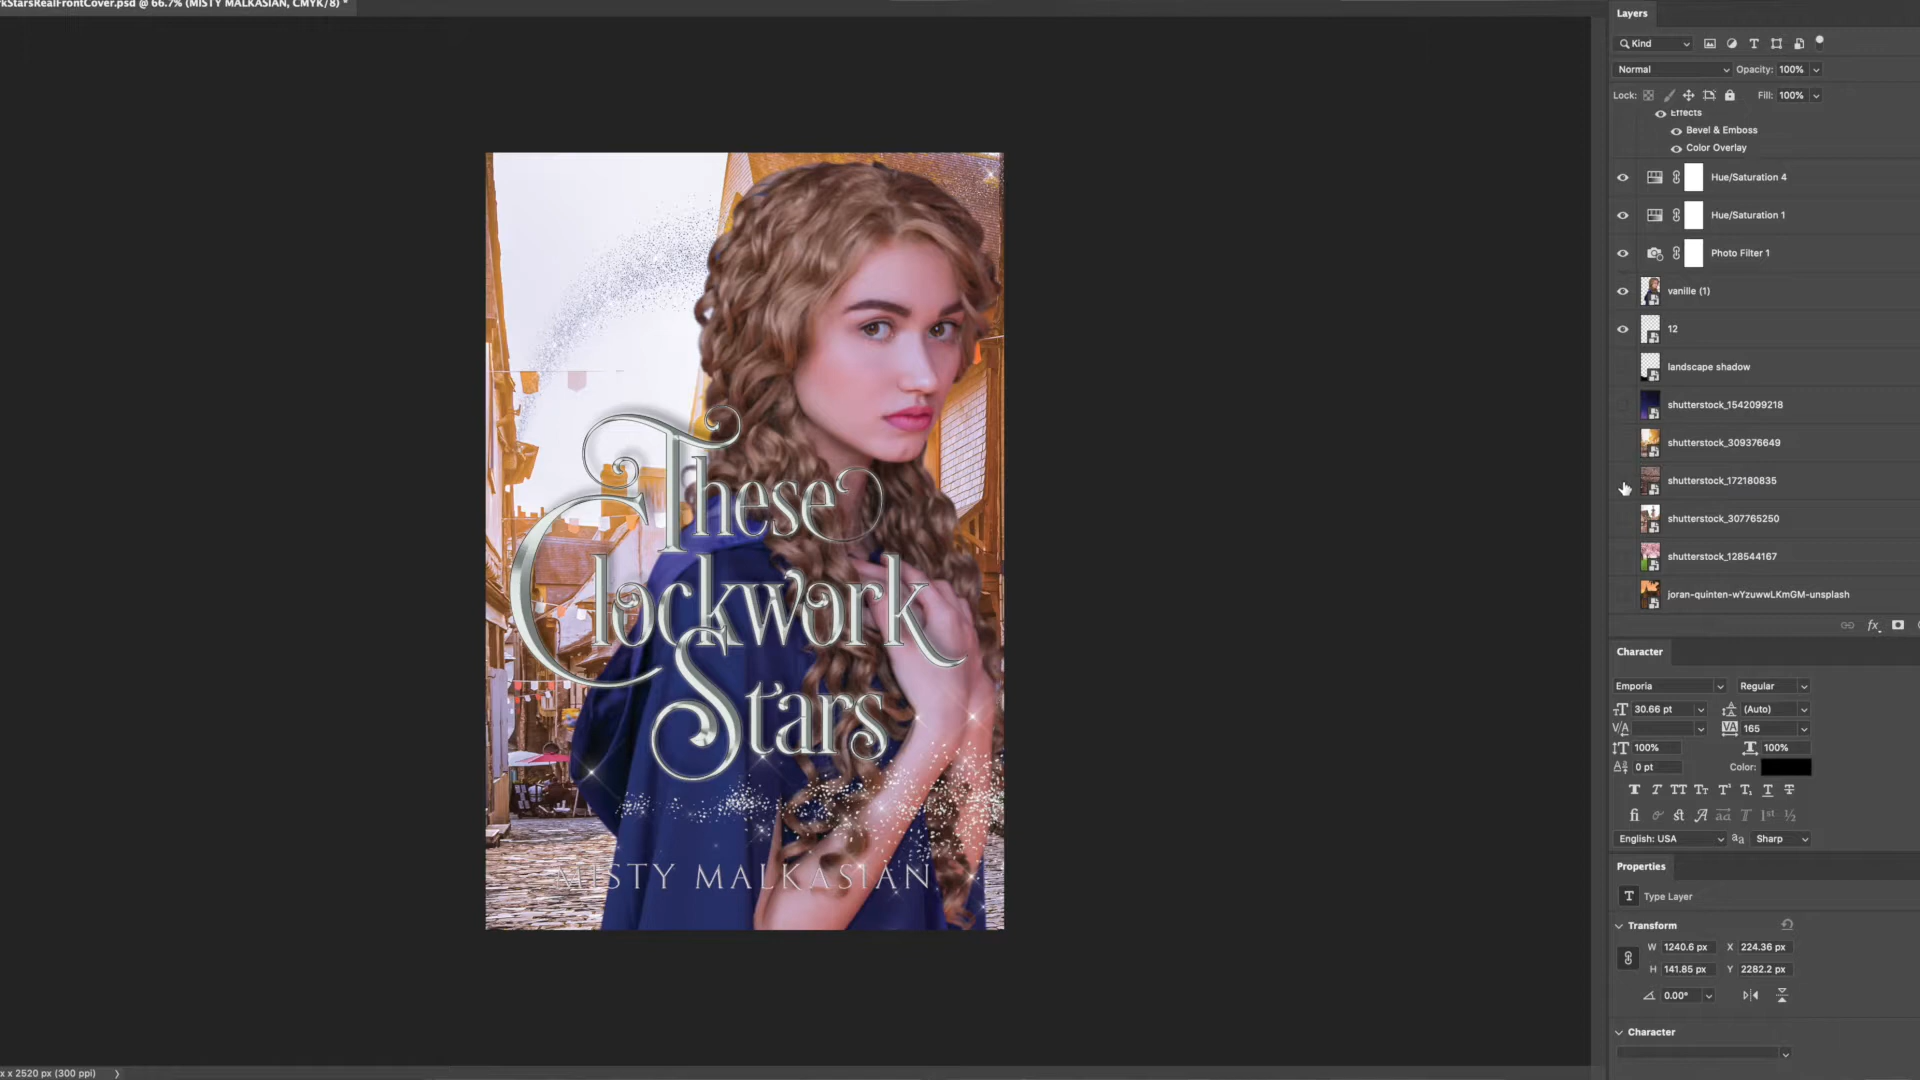 rkStarsRealFrontCover.psd @ 66.7% (MISTY MALKASIAN, CMYK/8) *
These
Clockwork
Stars
MISTY MALKASIAN
x x 2520 px (300 ppi)
Layers
Kind
Normal
Opacity: 100%
Lock:
Fill: 100%
Effects
Bevel & Emboss
Color Overlay
Hue/Saturation 4
Hue/Saturation 1
Photo Filter 1
vanille (1)
12
landscape shadow
shutterstock_1542099218
shutterstock_309376649
shutterstock_172180835
shutterstock_307765250
shutterstock_128544167
joran-quinten-wYzuwwLKmGM-unsplash
fx
Character
Emporia Regular
30.66 pt (Auto)
165
100% 100%
0 pt Color:
English: USA aa Sharp
Properties
T Type Layer
Transform
W 1240.6 px X 224.36 px
H 141.85 px Y 2282.2 px
0.00°
Character